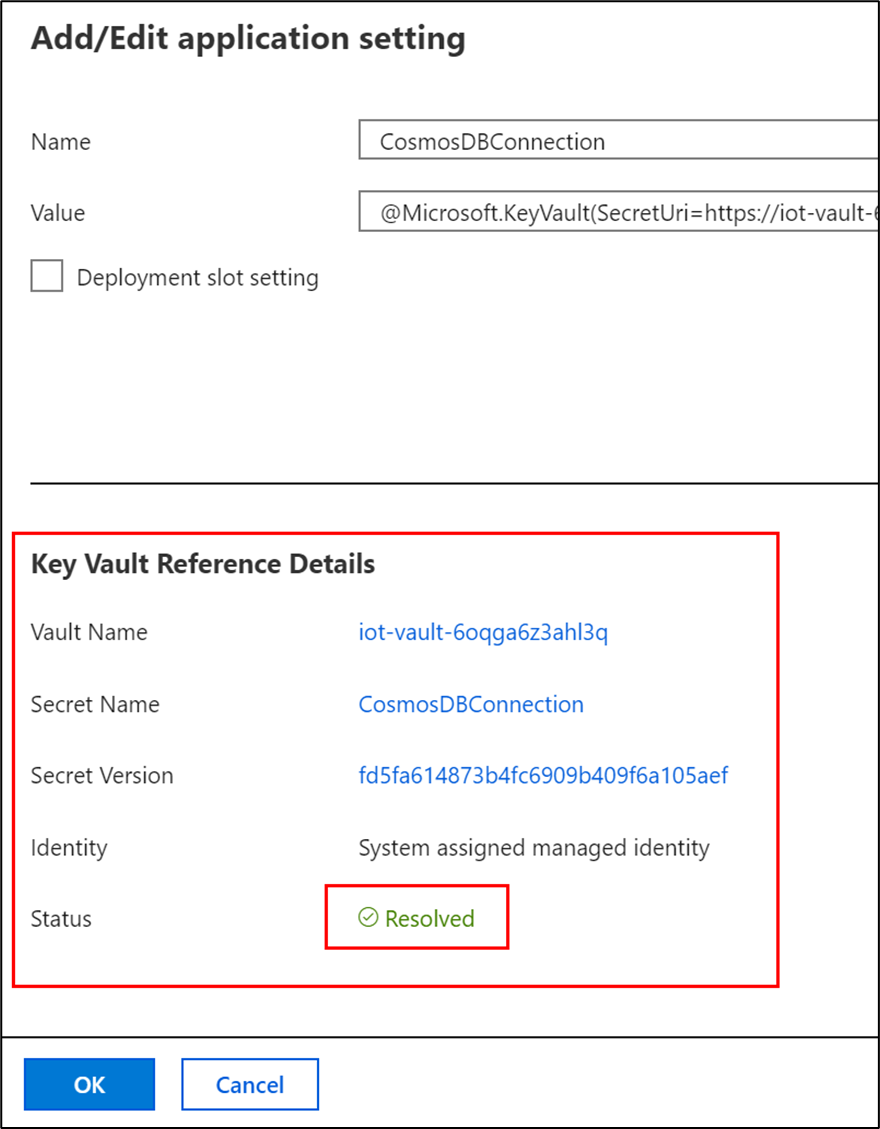 Add/Edit application setting
Name CosmosDBConnection
Value @Microsoft.KeyVault(SecretUri=https://iot-vault-6
Deployment slot setting
Key Vault Reference Details
Vault Name iot-vault-6oqga6z3ahl3q
Secret Name CosmosDBConnection
Secret Version fd5fa614873b4fc6909b409f6a105aef
Identity System assigned managed identity
Status Resolved
OK Cancel